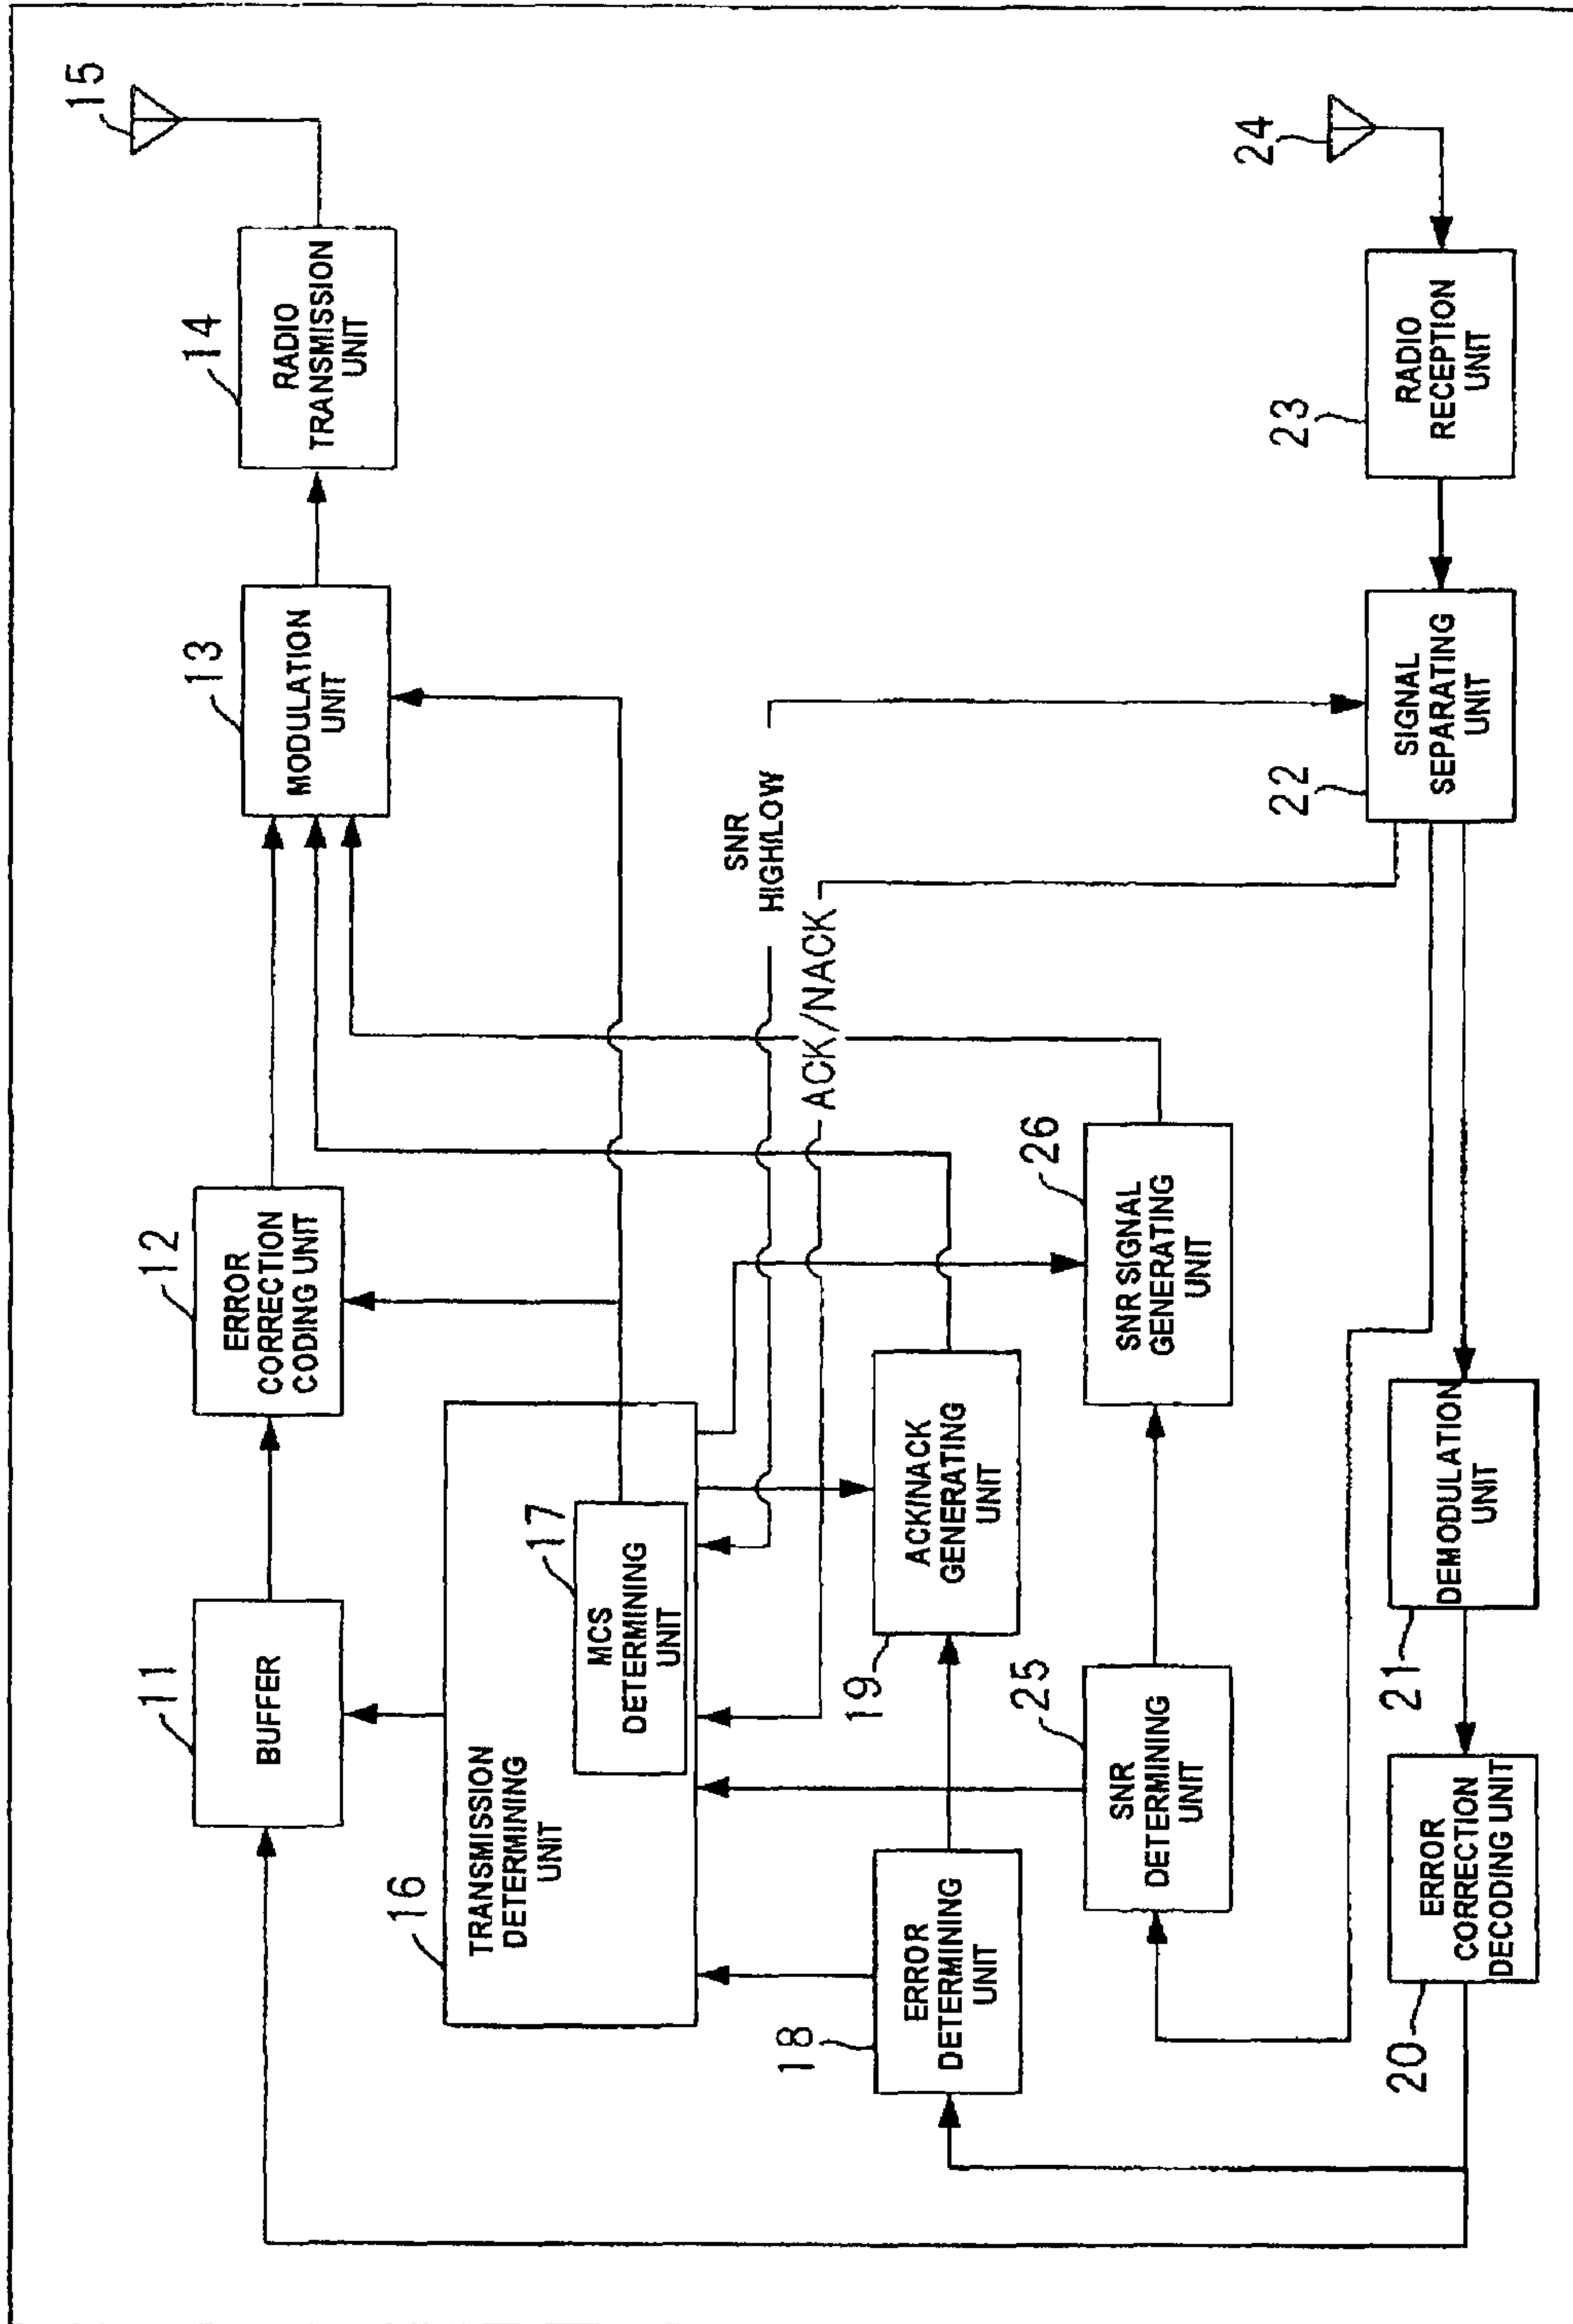 11
BUFFER
12
ERROR
CORRECTION
CODING UNIT
13
MODULATION
UNIT
14
RADIO
TRANSMISSION
UNIT
15
16
TRANSMISSION
DETERMINING
UNIT
17
MCS
DETERMINING
UNIT
SNR
HIGH/LOW
ACK/NACK
18
ERROR
DETERMINING
UNIT
19
ACK/NACK
GENERATING
UNIT
25
SNR
DETERMINING
UNIT
26
SNR SIGNAL
GENERATING
UNIT
24
20
ERROR
CORRECTION
DECODING UNIT
21
DEMODULATION
UNIT
22
SIGNAL
SEPARATING
UNIT
23
RADIO
RECEPTION
UNIT